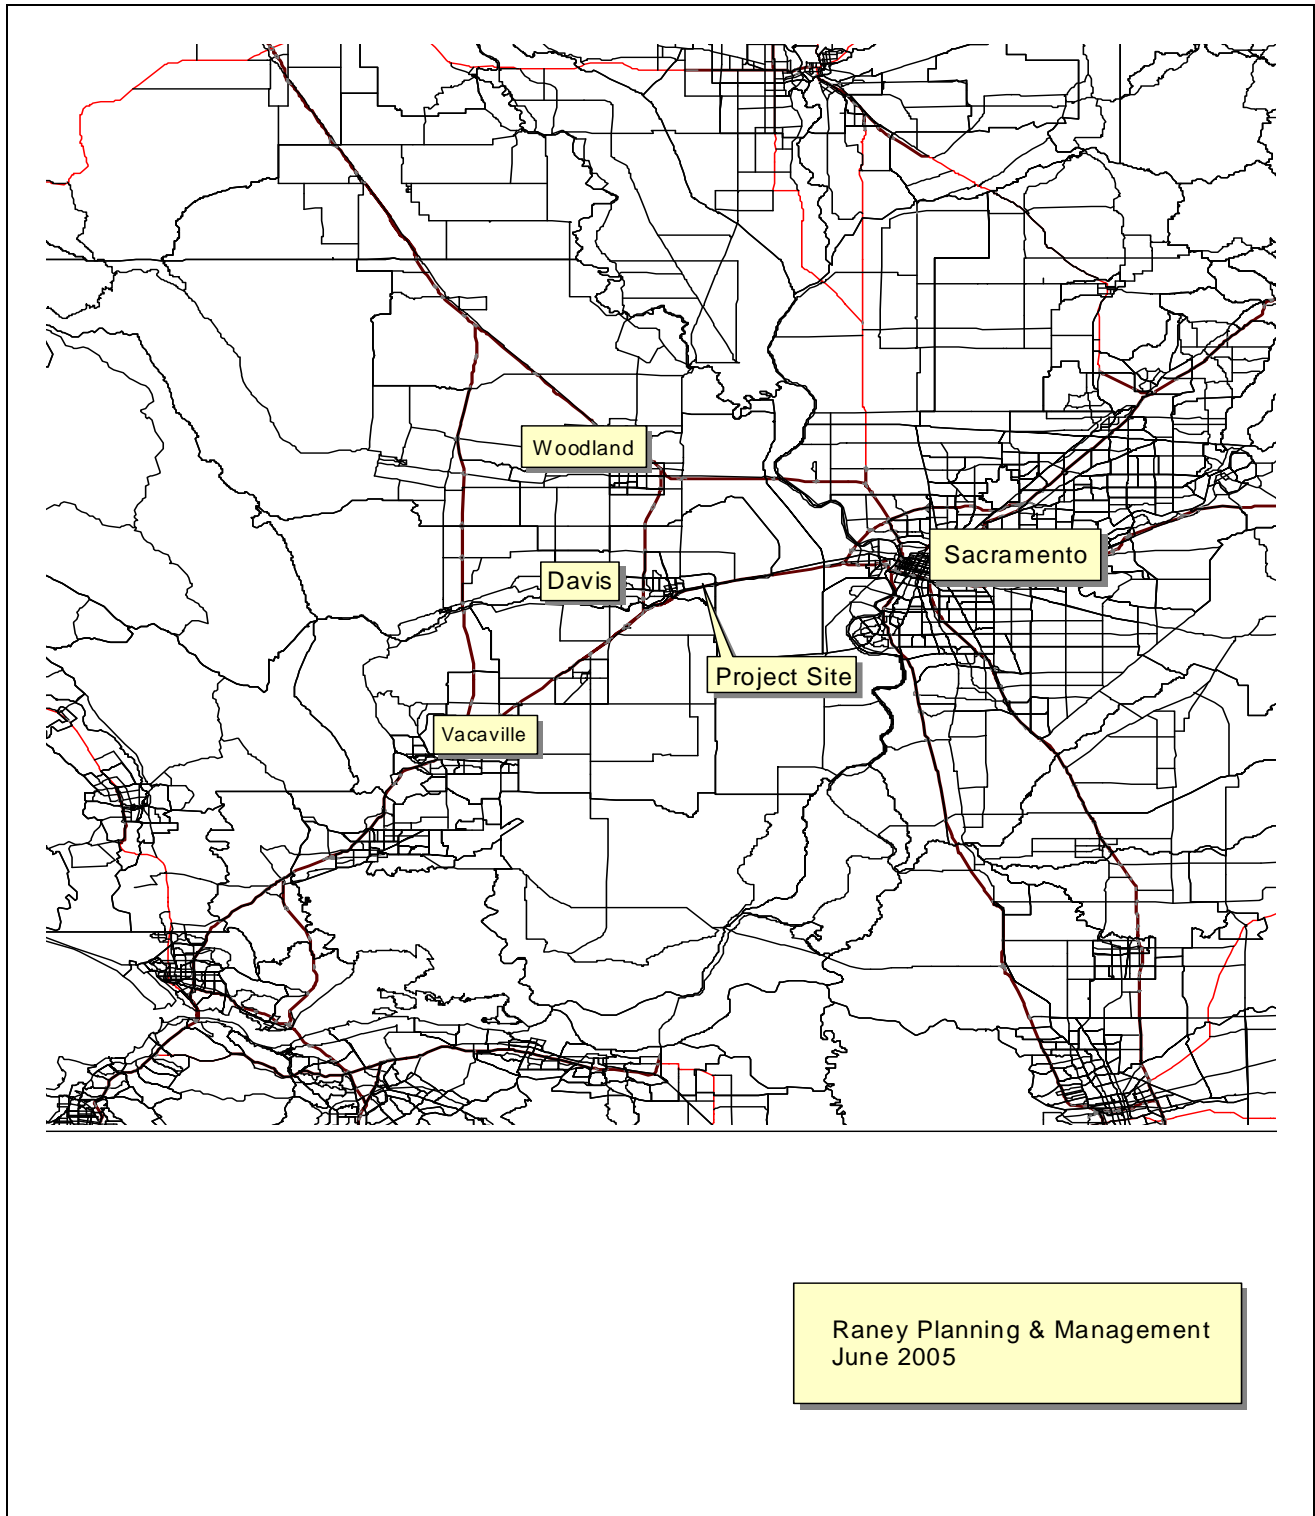 Woodland
Sacramento
Davis
Project Site
Vacaville
Raney Planning & Management
June 2005